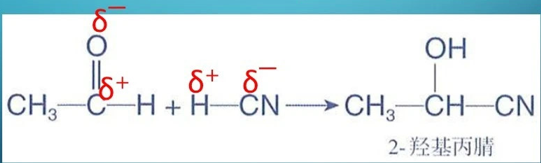 δ⁻
O
δ⁺ δ⁺ δ⁻ OH
CH₃—C—H + H—CN → CH₃—CH—CN
2-羟基丙腈